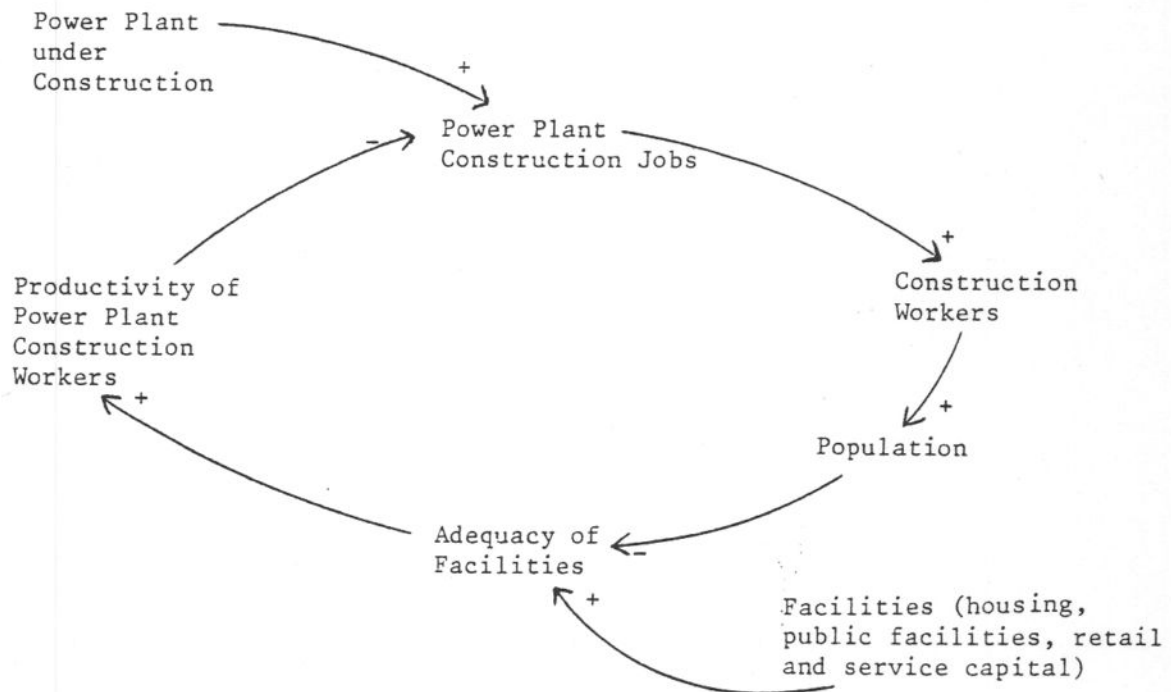 Power Plant
under
Construction
+
Power Plant
Construction Jobs
-
+
Construction
Workers
Productivity of
Power Plant
Construction
Workers
+
+
Population
Adequacy of
Facilities
-
+
Facilities (housing,
public facilities, retail
and service capital)